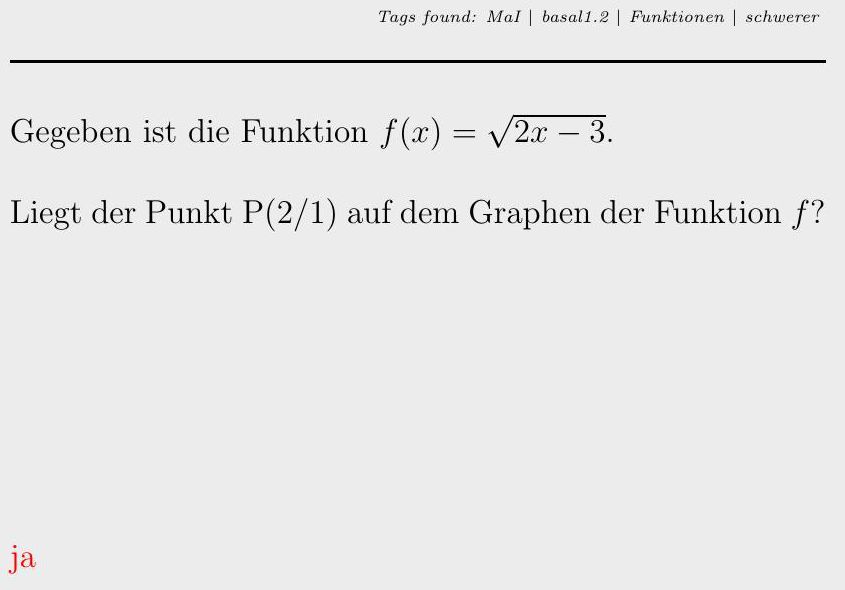 Tags found: MaI | basal1.2 | Funktionen | schwerer
Gegeben ist die Funktion f(x) = √2x − 3.
Liegt der Punkt P(2/1) auf dem Graphen der Funktion f?
ja